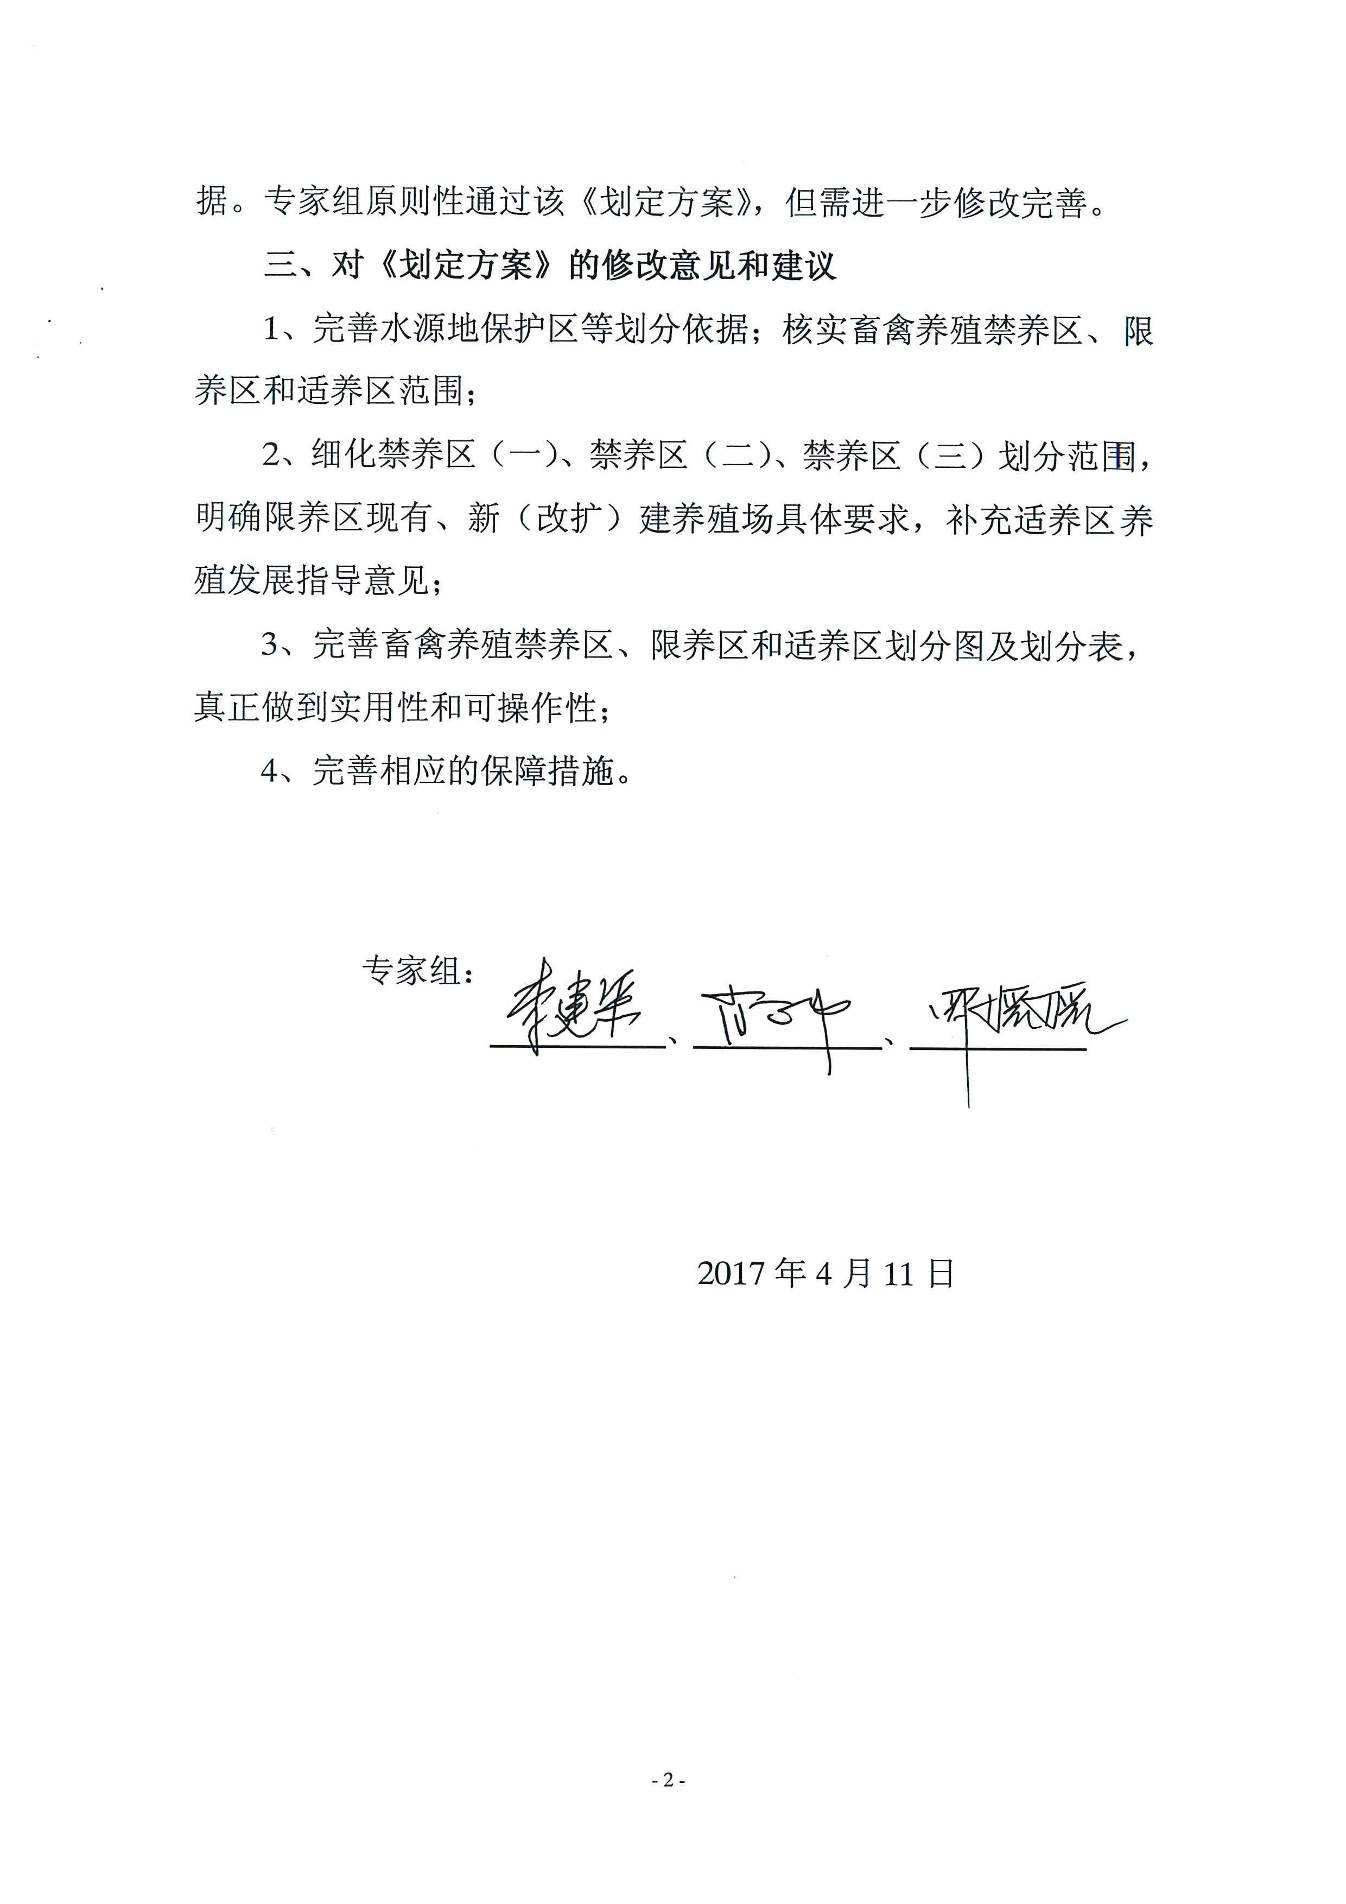 据。专家组原则性通过该《划定方案》，但需进一步修改完善。
三、对《划定方案》的修改意见和建议
1、完善水源地保护区等划分依据；核实畜禽养殖禁养区、限
养区和适养区范围；
2、细化禁养区（一）、禁养区（二）、禁养区（三）划分范围，
明确限养区现有、新（改扩）建养殖场具体要求，补充适养区养
殖发展指导意见；
3、完善畜禽养殖禁养区、限养区和适养区划分图及划分表，
真正做到实用性和可操作性；
4、完善相应的保障措施。
专家组：李建华、、
2017年4月11日
- 2 -